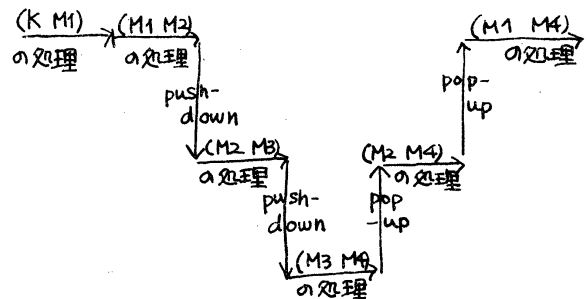 (K M1)
の処理
(M1 M2)
の処理
push-
down
(M2 M3)
の処理
push-
down
(M3 M4)
の処理
pop
-up
(M2 M4)
の処理
pop-
up
(M1 M4)
の処理